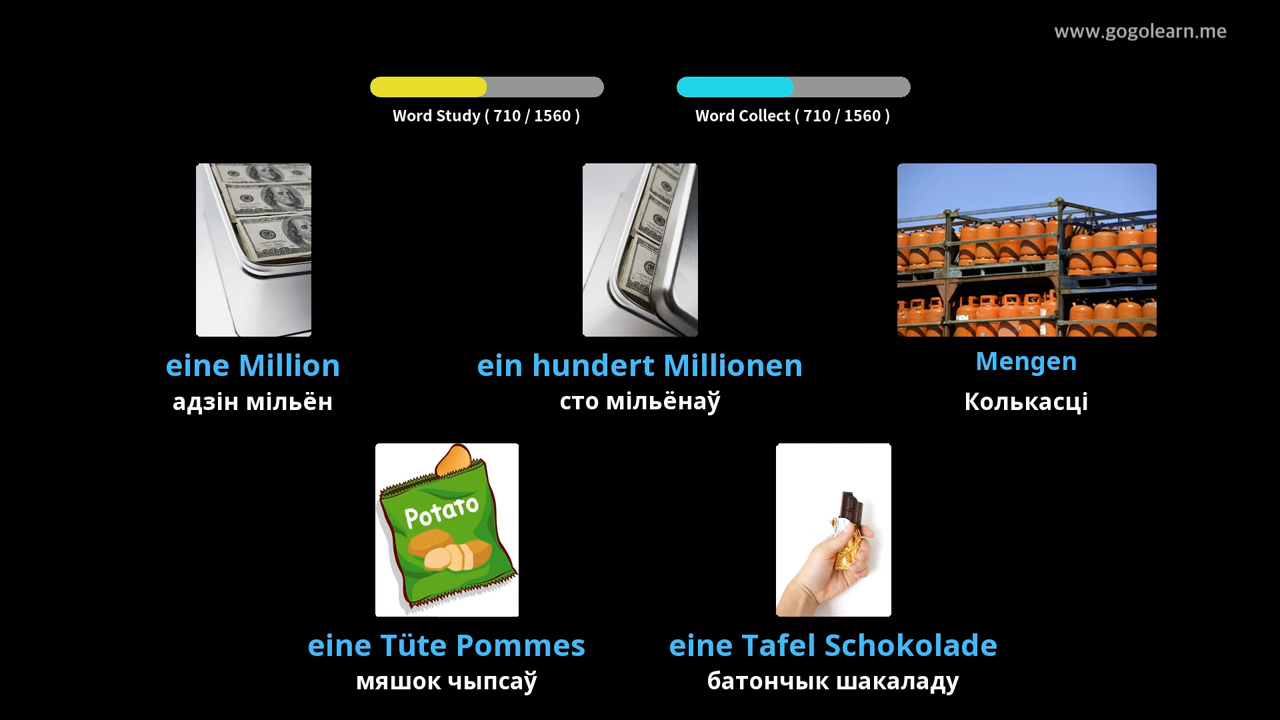 www.gogolearn.me
Word Study ( 710 / 1560 )
Word Collect ( 710 / 1560 )
eine Million
адзін мільён
ein hundert Millionen
сто мільёнаў
Mengen
Колькасці
Potato
eine Tüte Pommes
мяшок чыпсаў
eine Tafel Schokolade
батончык шакаладу